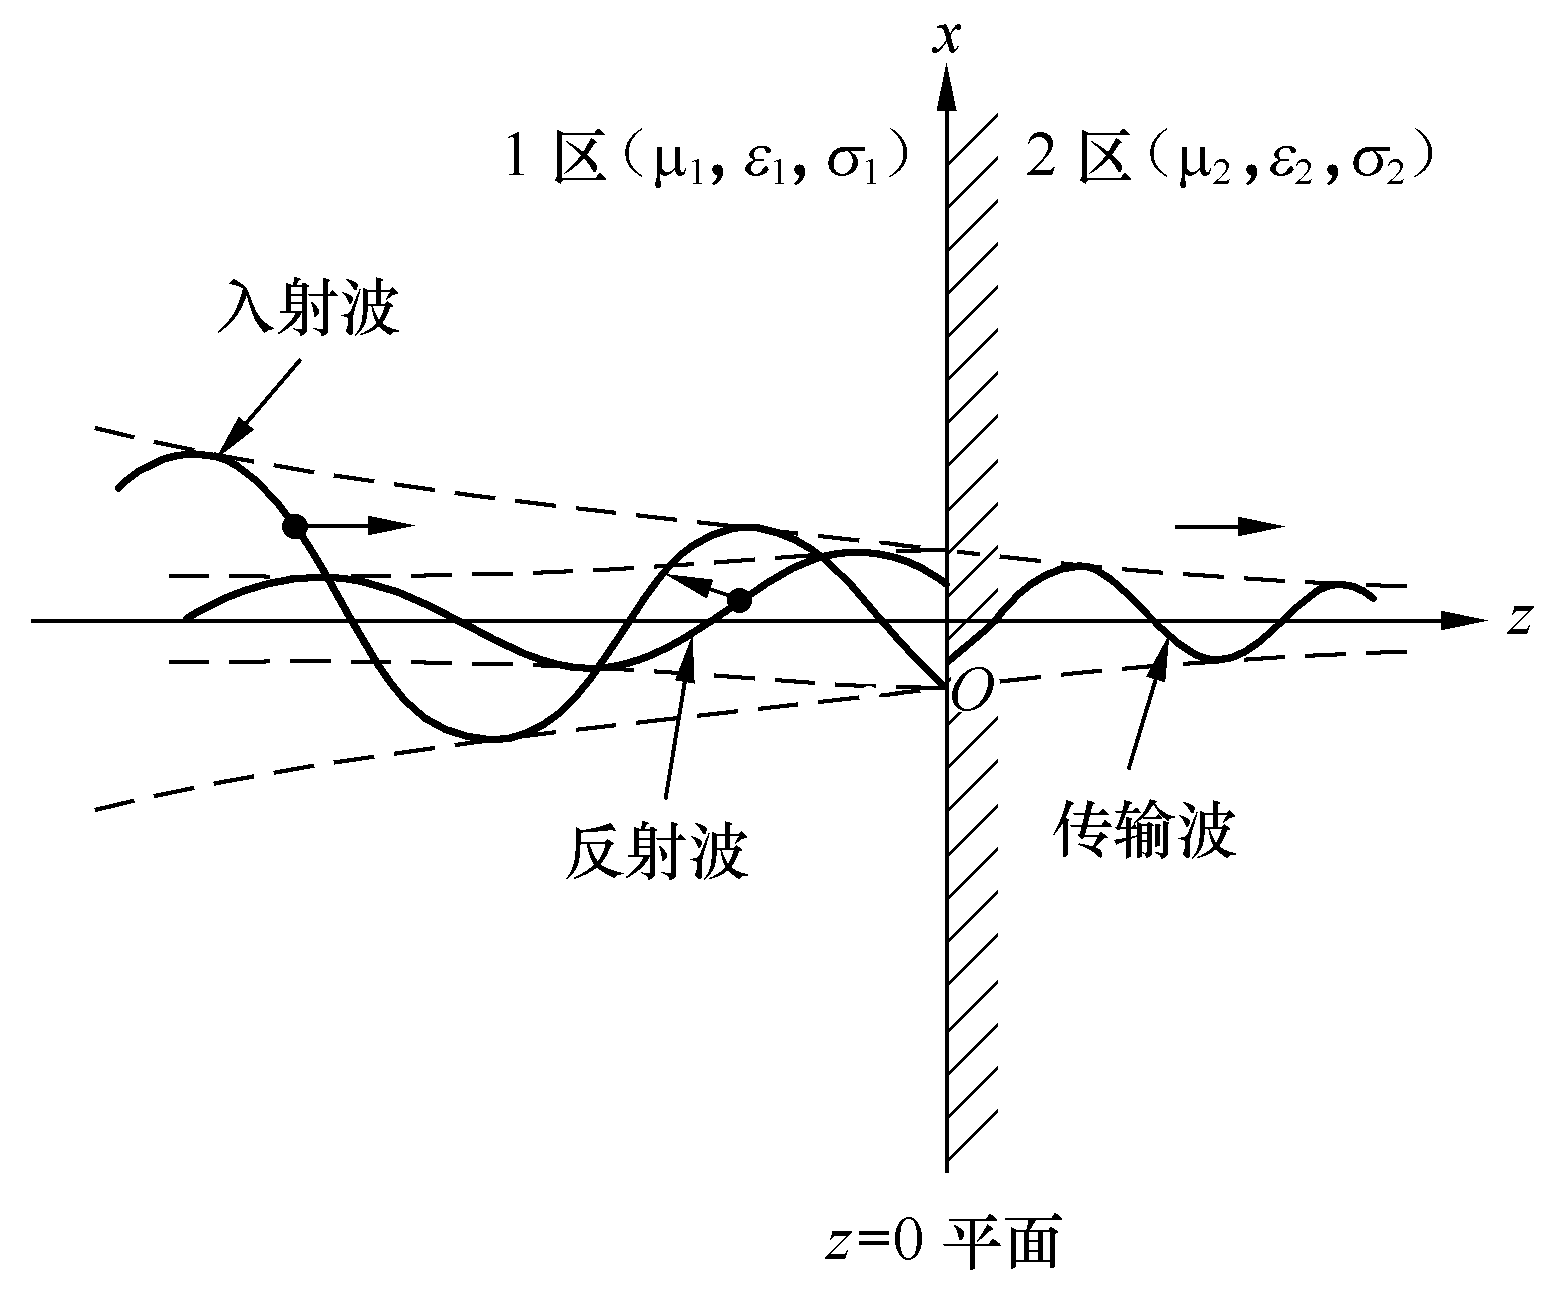 x
1 区(μ1, ε1, σ1)
2 区(μ2, ε2, σ2)
入射波
z
O
反射波
传输波
z=0 平面